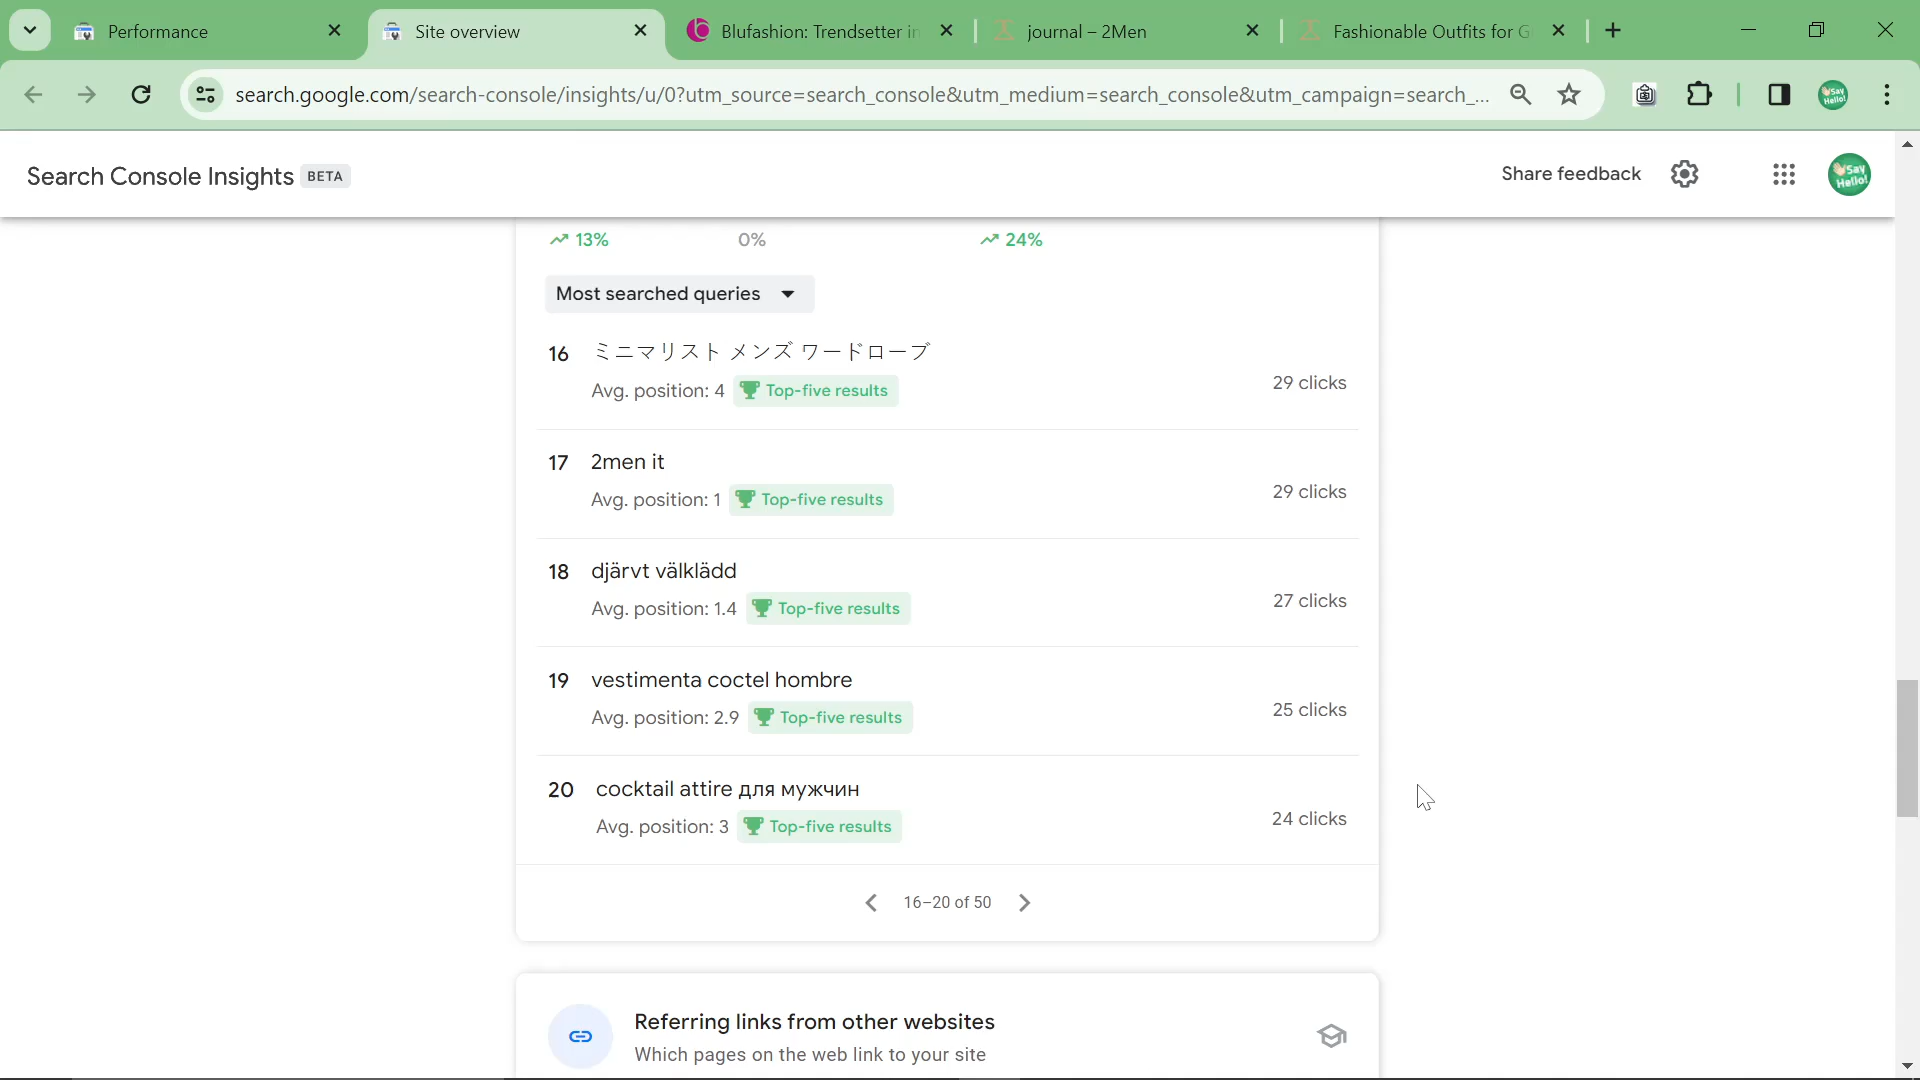 Performance
Site overview
Blufashion: Trendsetter in
journal – 2Men
Fashionable Outfits for G
search.google.com/search-console/insights/u/0?utm_source=search_console&utm_medium=search_console&utm_campaign=search_...
Say Hello!
Search Console Insights BETA
Share feedback
Say Hello!
13% 0% 24%
Most searched queries
16 ミニマリスト メンズ ワードローブ
Avg. position: 4 Top-five results
29 clicks
17 2men it
Avg. position: 1 Top-five results
29 clicks
18 djärvt välklädd
Avg. position: 1.4 Top-five results
27 clicks
19 vestimenta coctel hombre
Avg. position: 2.9 Top-five results
25 clicks
20 cocktail attire для мужчин
Avg. position: 3 Top-five results
24 clicks
16–20 of 50
Referring links from other websites
Which pages on the web link to your site